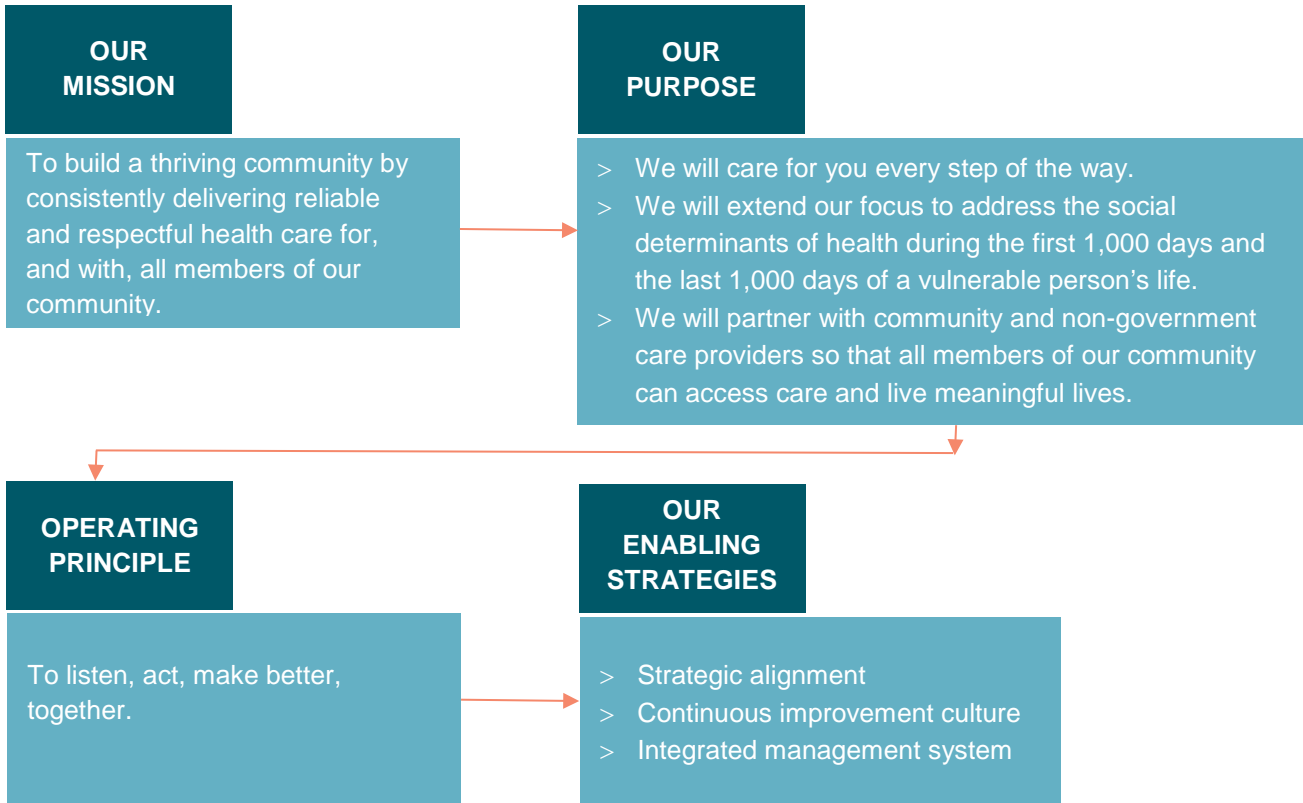 OUR
MISSION
To build a thriving community by
consistently delivering reliable
and respectful health care for,
and with, all members of our
community.
OUR
PURPOSE
> We will care for you every step of the way.
> We will extend our focus to address the social
determinants of health during the first 1,000 days and
the last 1,000 days of a vulnerable person’s life.
> We will partner with community and non-government
care providers so that all members of our community
can access care and live meaningful lives.
OPERATING
PRINCIPLE
To listen, act, make better,
together.
OUR
ENABLING
STRATEGIES
> Strategic alignment
> Continuous improvement culture
> Integrated management system